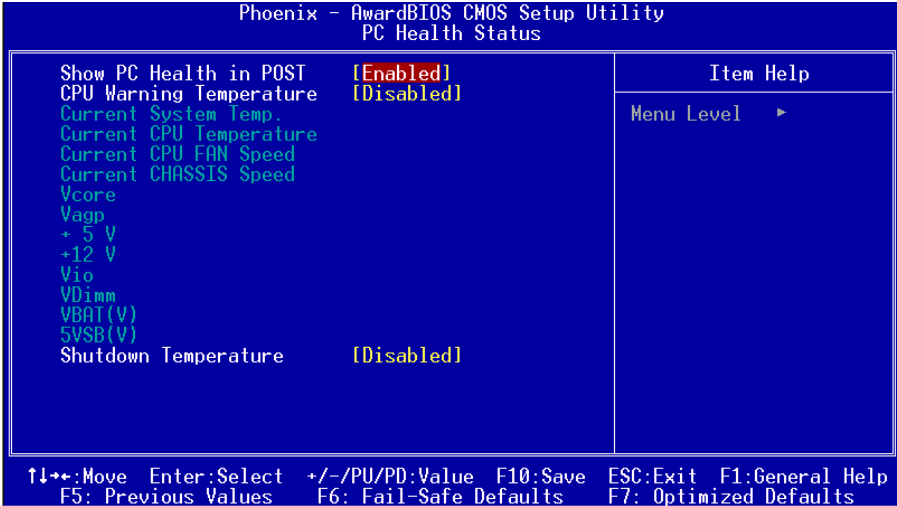 Phoenix - AwardBIOS CMOS Setup Utility
PC Health Status
Show PC Health in POST [Enabled]
CPU Warning Temperature [Disabled]
Current System Temp.
Current CPU Temperature
Current CPU FAN Speed
Current CHASSIS Speed
Vcore
Vagp
+ 5 V
+12 V
Vio
VDimm
VBAT(V)
5VSB(V)
Shutdown Temperature [Disabled]
Item Help
Menu Level ►
↑↓→←:Move Enter:Select +/-/PU/PD:Value F10:Save ESC:Exit F1:General Help
F5: Previous Values F6: Fail-Safe Defaults F7: Optimized Defaults